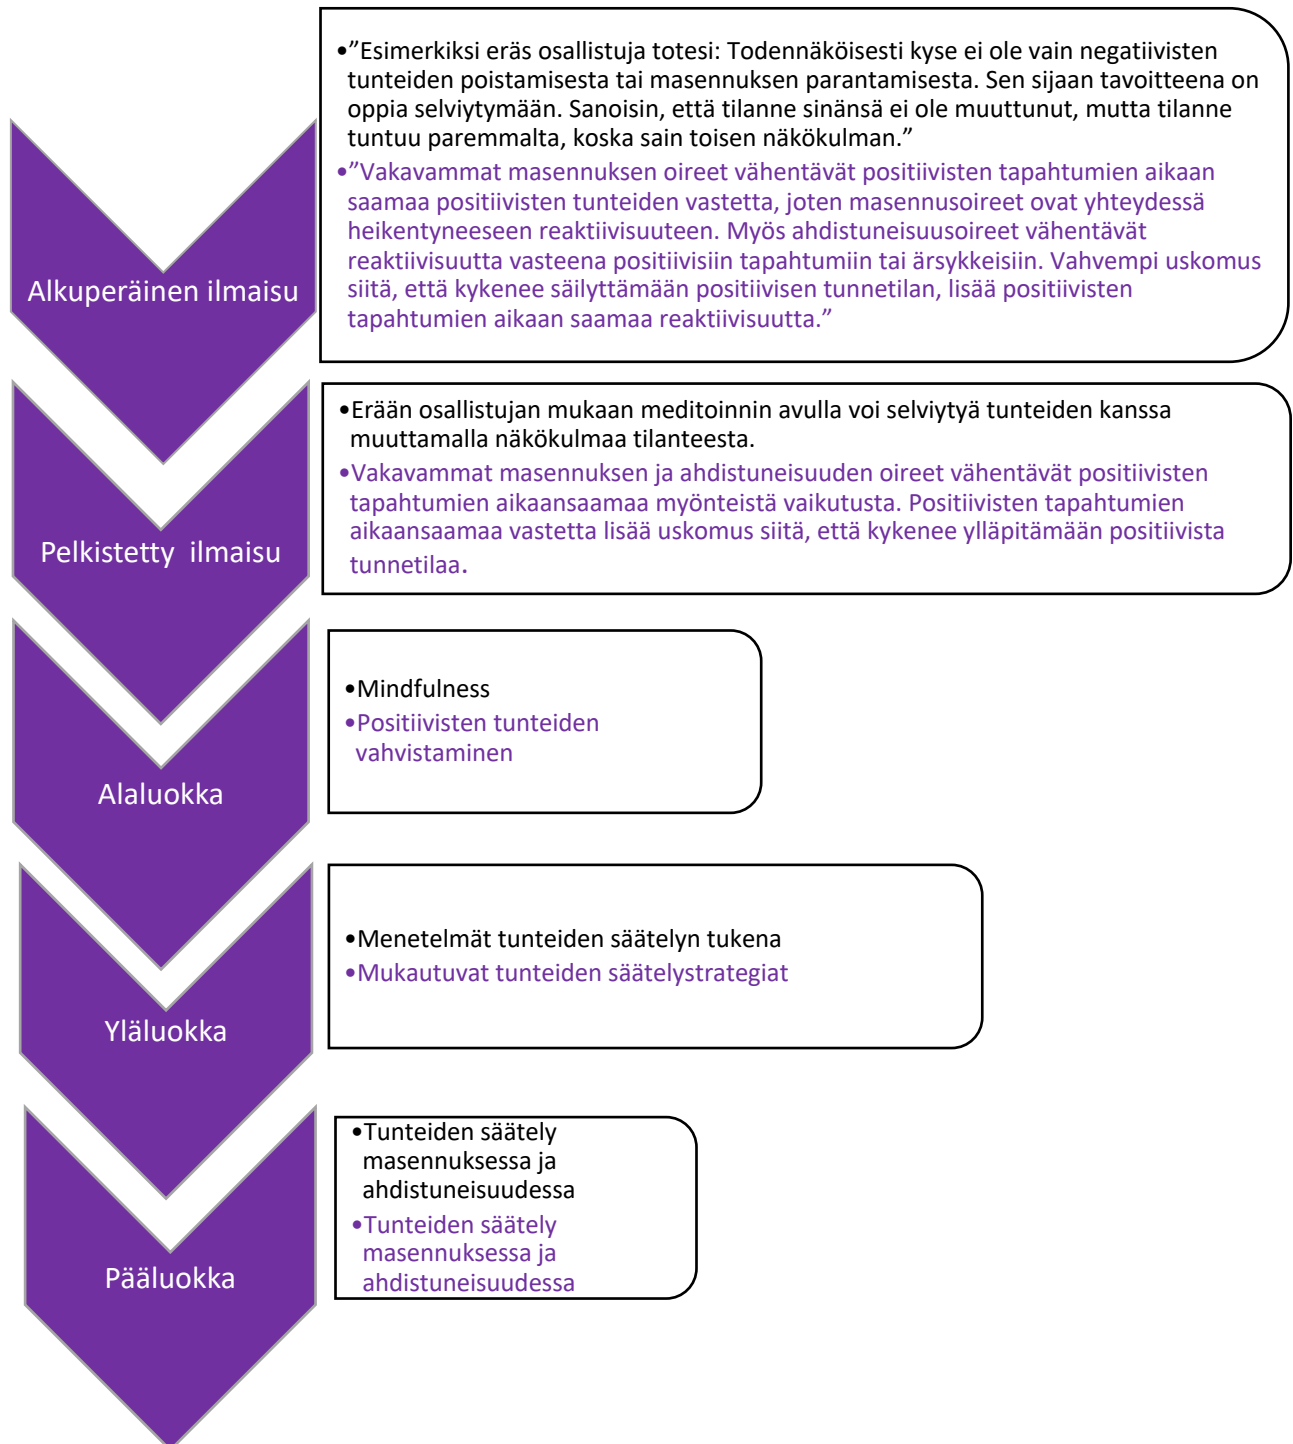 •”Esimerkiksi eräs osallistuja totesi: Todennäköisesti kyse ei ole vain negatiivisten
tunteiden poistamisesta tai masennuksen parantamisesta. Sen sijaan tavoitteena on
oppia selviytymään. Sanoisin, että tilanne sinänsä ei ole muuttunut, mutta tilanne
tuntuu paremmalta, koska sain toisen näkökulman.”
•”Vakavammat masennuksen oireet vähentävät positiivisten tapahtumien aikaan
saamaa positiivisten tunteiden vastetta, joten masennusoireet ovat yhteydessä
heikentyneeseen reaktiivisuuteen. Myös ahdistuneisuusoireet vähentävät
reaktiivisuutta vasteena positiivisiin tapahtumiin tai ärsykkeisiin. Vahvempi uskomus
siitä, että kykenee säilyttämään positiivisen tunnetilan, lisää positiivisten
tapahtumien aikaan saamaa reaktiivisuutta.”
Alkuperäinen ilmaisu
•Erään osallistujan mukaan meditoinnin avulla voi selviytyä tunteiden kanssa
muuttamalla näkökulmaa tilanteesta.
•Vakavammat masennuksen ja ahdistuneisuuden oireet vähentävät positiivisten
tapahtumien aikaansaamaa myönteistä vaikutusta. Positiivisten tapahtumien
aikaansaamaa vastetta lisää uskomus siitä, että kykenee ylläpitämään positiivista
tunnetilaa.
Pelkistetty ilmaisu
•Mindfulness
•Positiivisten tunteiden
vahvistaminen
Alaluokka
•Menetelmät tunteiden säätelyn tukena
•Mukautuvat tunteiden säätelystrategiat
Yläluokka
•Tunteiden säätely
masennuksessa ja
ahdistuneisuudessa
•Tunteiden säätely
masennuksessa ja
ahdistuneisuudessa
Pääluokka